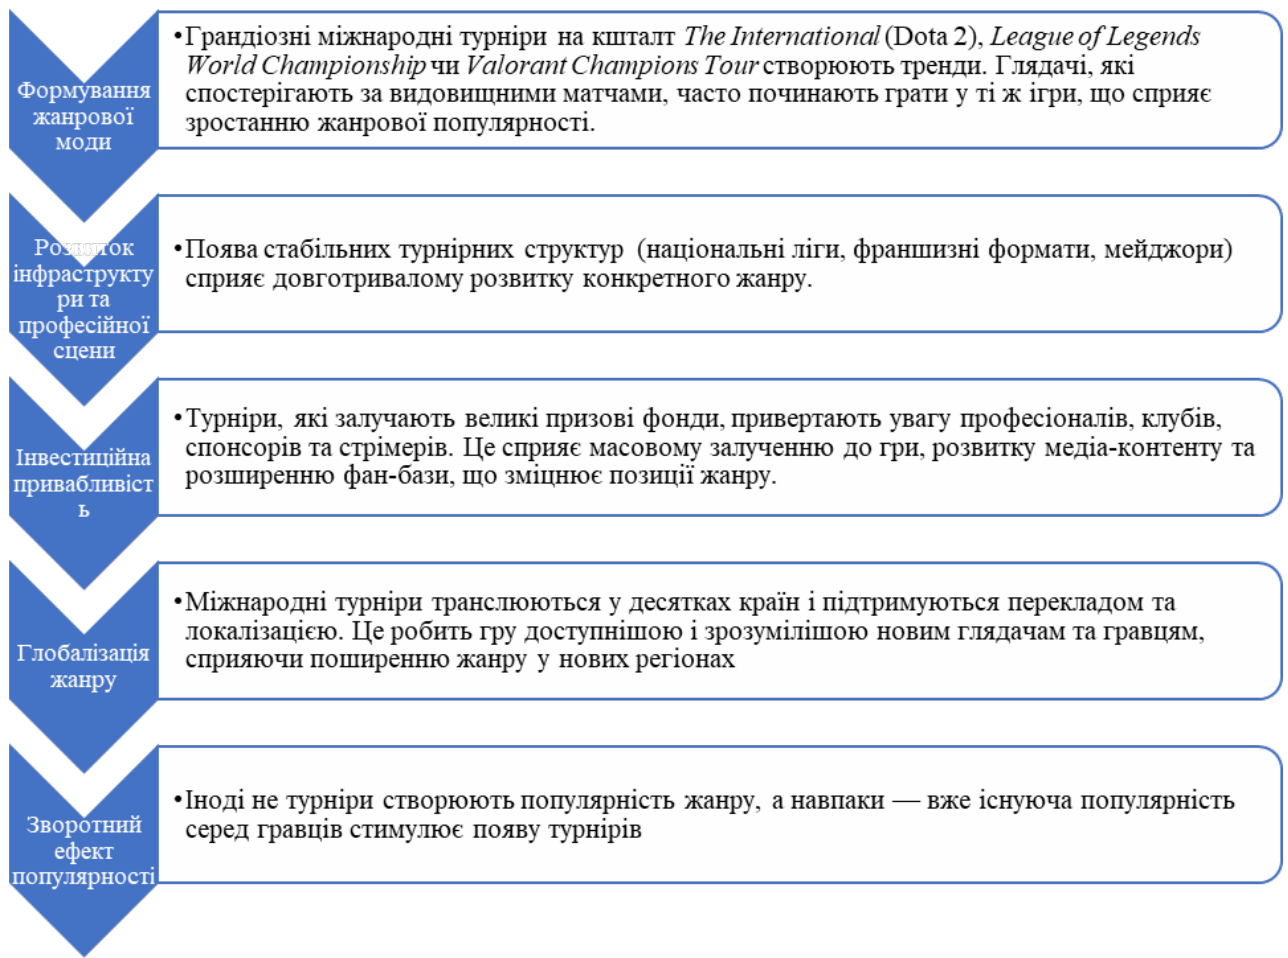 Формування
жанрової
моди
•Грандіозні міжнародні турніри на кшталт The International (Dota 2), League of Legends
World Championship чи Valorant Champions Tour створюють тренди. Глядачі, які
спостерігають за видовищними матчами, часто починають грати у ті ж ігри, що сприяє
зростанню жанрової популярності.
Розвиток
інфраструкту
ри та
професійної
сцени
•Поява стабільних турнірних структур (національні ліги, франшизні формати, мейджори)
сприяє довготривалому розвитку конкретного жанру.
Інвестиційна
привабливіст
ь
•Турніри, які залучають великі призові фонди, привертають увагу професіоналів, клубів,
спонсорів та стрімерів. Це сприяє масовому залученню до гри, розвитку медіа-контенту та
розширенню фан-бази, що зміцнює позиції жанру.
Глобалізація
жанру
•Міжнародні турніри транслюються у десятках країн і підтримуються перекладом та
локалізацією. Це робить гру доступнішою і зрозумілішою новим глядачам та гравцям,
сприяючи поширенню жанру у нових регіонах
Зворотний
ефект
популярності
•Іноді не турніри створюють популярність жанру, а навпаки — вже існуюча популярність
серед гравців стимулює появу турнірів